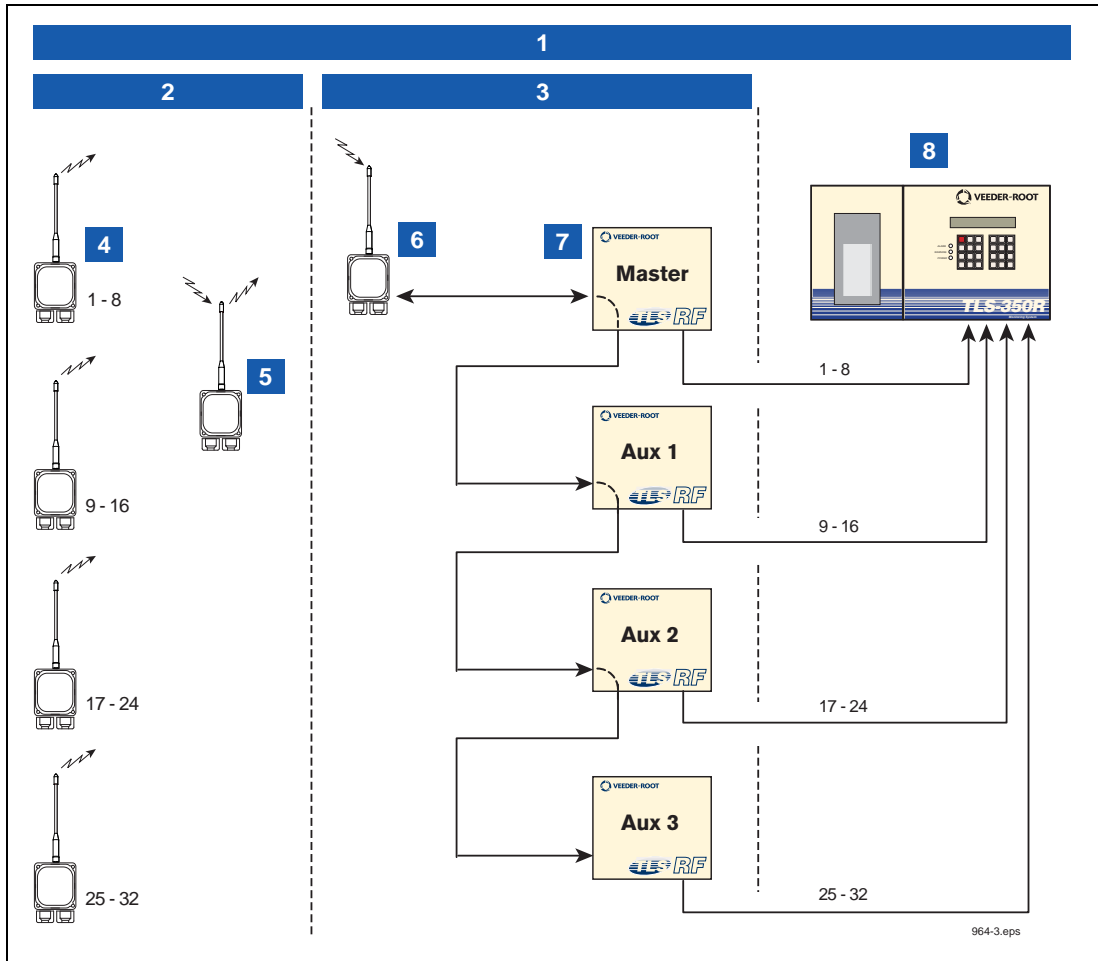 1
2
3
8
VEEDER-ROOT
TLS-350R
4
1 - 8
5
6
7
VEEDER-ROOT
Master
TLS RF
1 - 8
9 - 16
VEEDER-ROOT
Aux 1
TLS RF
9 - 16
17 - 24
VEEDER-ROOT
Aux 2
TLS RF
17 - 24
25 - 32
VEEDER-ROOT
Aux 3
TLS RF
25 - 32
964-3.eps